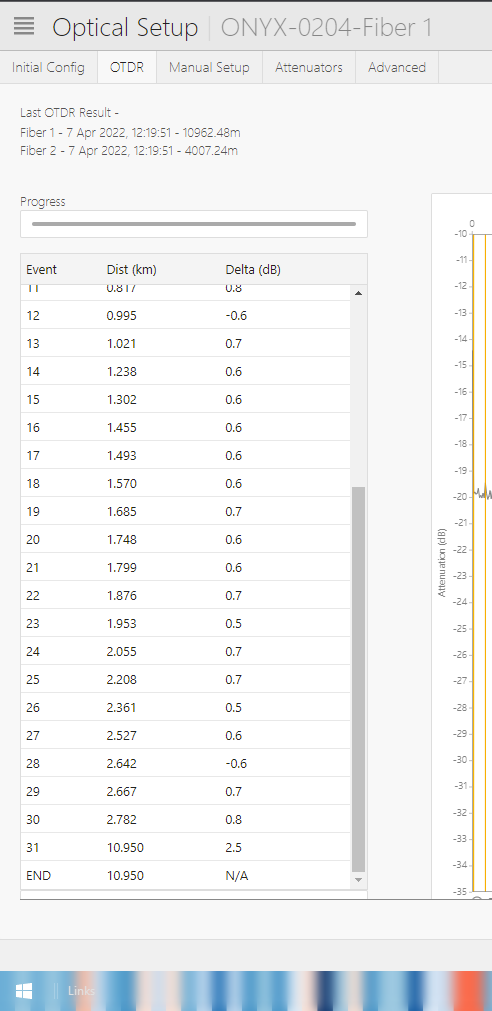 Optical Setup ONYX-0204-Fiber 1
Initial Config OTDR Manual Setup Attenuators Advanced
Last OTDR Result -
Fiber 1 - 7 Apr 2022, 12:19:51 - 10962.48m
Fiber 2 - 7 Apr 2022, 12:19:51 - 4007.24m
Progress
Event Dist (km) Delta (dB)
11 0.817 0.8
12 0.995 -0.6
13 1.021 0.7
14 1.238 0.6
15 1.302 0.6
16 1.455 0.6
17 1.493 0.6
18 1.570 0.6
19 1.685 0.7
20 1.748 0.6
21 1.799 0.6
22 1.876 0.7
23 1.953 0.5
24 2.055 0.7
25 2.208 0.7
26 2.361 0.5
27 2.527 0.6
28 2.642 -0.6
29 2.667 0.7
30 2.782 0.8
31 10.950 2.5
END 10.950 N/A
0
-10
-11
-12
-13
-14
-15
-16
-17
-18
-19
-20
-21
-22
-23
-24
-25
-26
-27
-28
-29
-30
-31
-32
-33
-34
-35
Attenuation (dB)
Links